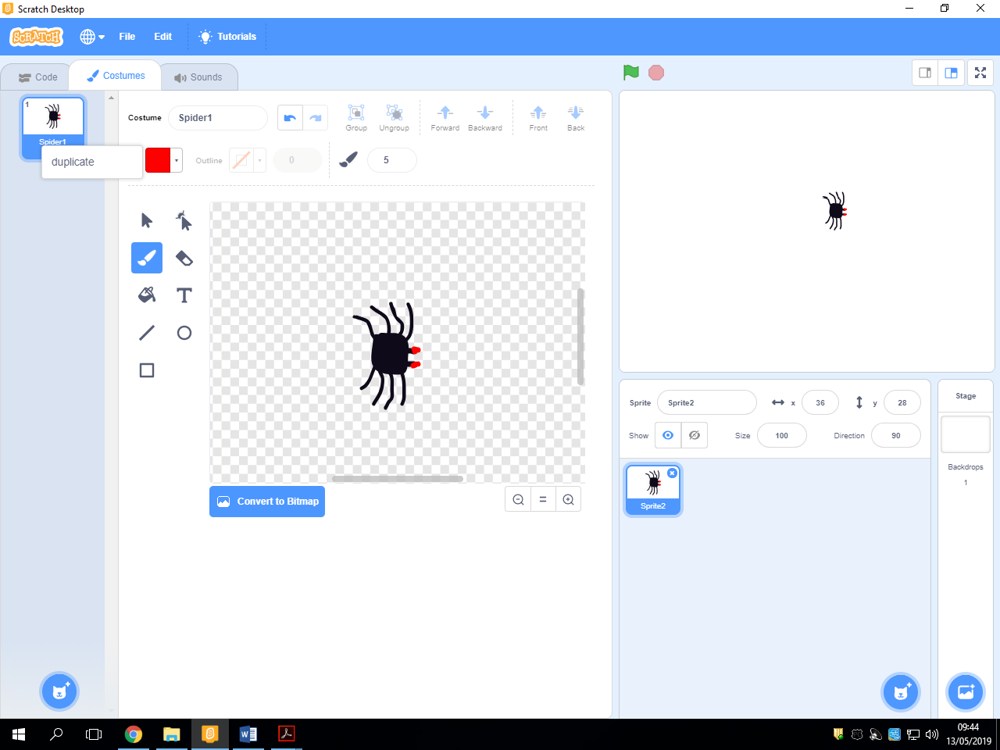 Scratch Desktop
SCRATCH
File
Edit
Tutorials
Code
Costumes
Sounds
1
Spider1
duplicate
Costume
Spider1
Group
Ungroup
Forward
Backward
Front
Back
Outline
0
5
Convert to Bitmap
Sprite
Sprite2
x
36
y
28
Show
Size
100
Direction
90
Sprite2
Stage
Backdrops
1
09:44
13/05/2019